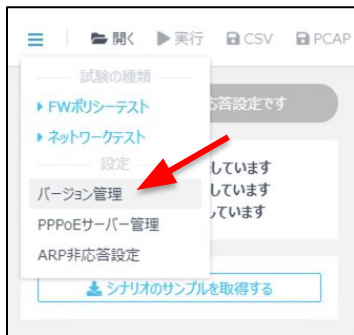 開く 実行 CSV PCAP
試験の種類
FWポリシーテスト
答設定です
ネットワークテスト
しています
設定
バージョン管理
しています
PPPoEサーバー管理
しています
ARP非応答設定
シナリオのサンプルを取得する